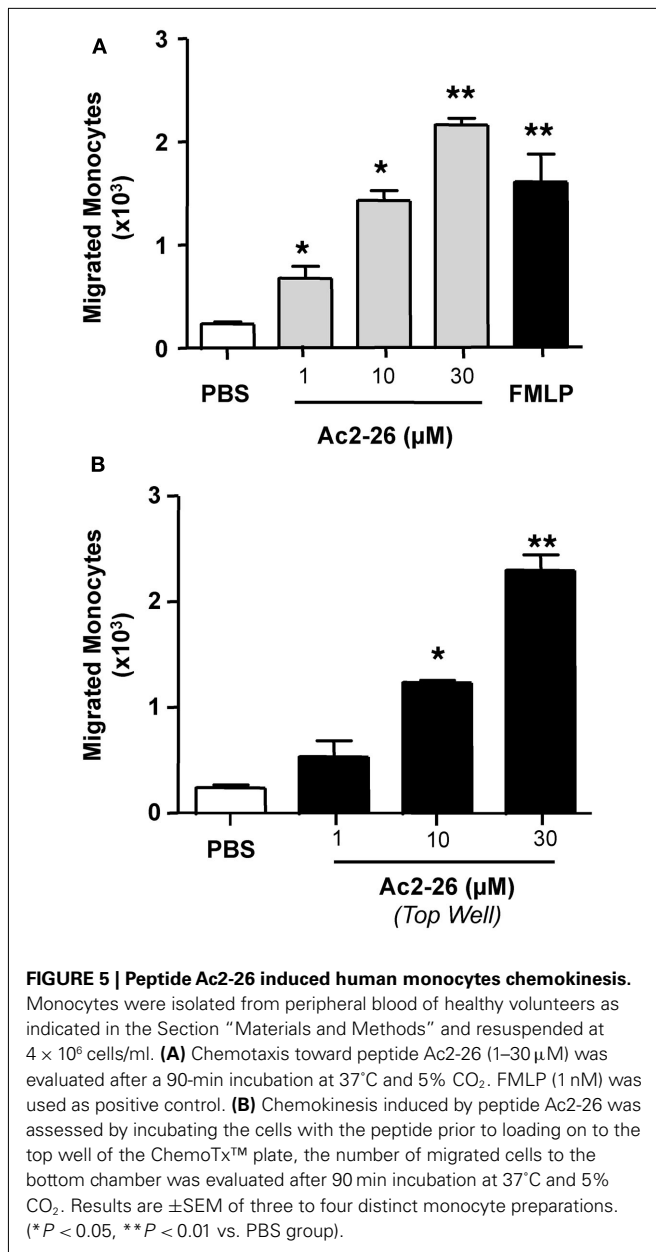 A
3
2
1
0
Migrated Monocytes
(x10³)
*
*
**
**
PBS
1
10
30
FMLP
Ac2-26 (µM)
B
3
2
1
0
Migrated Monocytes
(x10³)
*
**
PBS
1
10
30
Ac2-26 (µM)
(Top Well)
FIGURE 5 | Peptide Ac2-26 induced human monocytes chemokinesis.
Monocytes were isolated from peripheral blood of healthy volunteers as
indicated in the Section “Materials and Methods” and resuspended at
4 × 10⁶ cells/ml. (A) Chemotaxis toward peptide Ac2-26 (1–30 µM) was
evaluated after a 90-min incubation at 37°C and 5% CO₂. FMLP (1 nM) was
used as positive control. (B) Chemokinesis induced by peptide Ac2-26 was
assessed by incubating the cells with the peptide prior to loading on to the
top well of the ChemoTx™ plate, the number of migrated cells to the
bottom chamber was evaluated after 90 min incubation at 37°C and 5%
CO₂. Results are ±SEM of three to four distinct monocyte preparations.
(*P < 0.05, **P < 0.01 vs. PBS group).